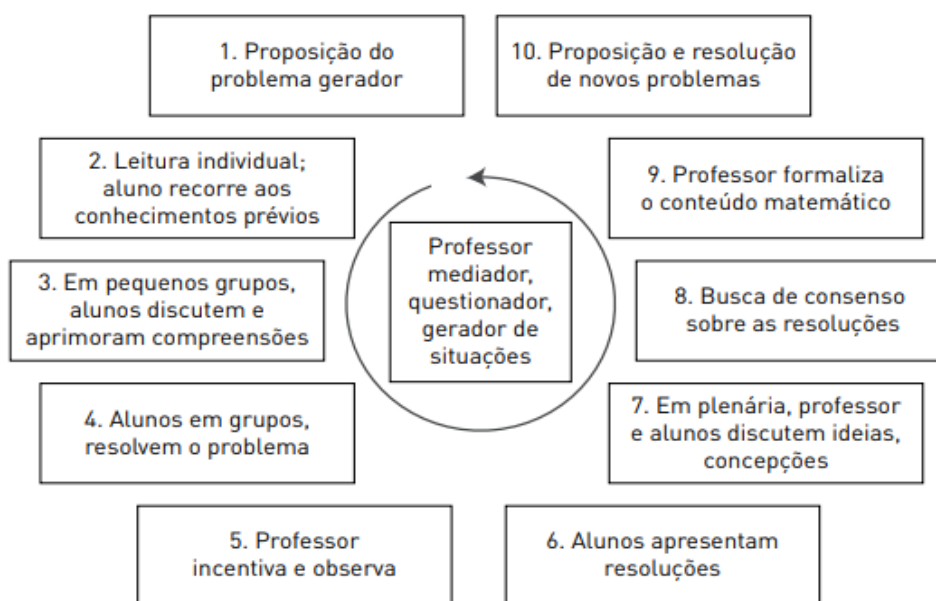 1. Proposição do
problema gerador
10. Proposição e resolução
de novos problemas
2. Leitura individual;
aluno recorre aos
conhecimentos prévios
9. Professor formaliza
o conteúdo matemático
Professor
mediador,
questionador,
gerador de
situações
3. Em pequenos grupos,
alunos discutem e
aprimoram compreensões
8. Busca de consenso
sobre as resoluções
4. Alunos em grupos,
resolvem o problema
7. Em plenária, professor
e alunos discutem ideias,
concepções
5. Professor
incentiva e observa
6. Alunos apresentam
resoluções